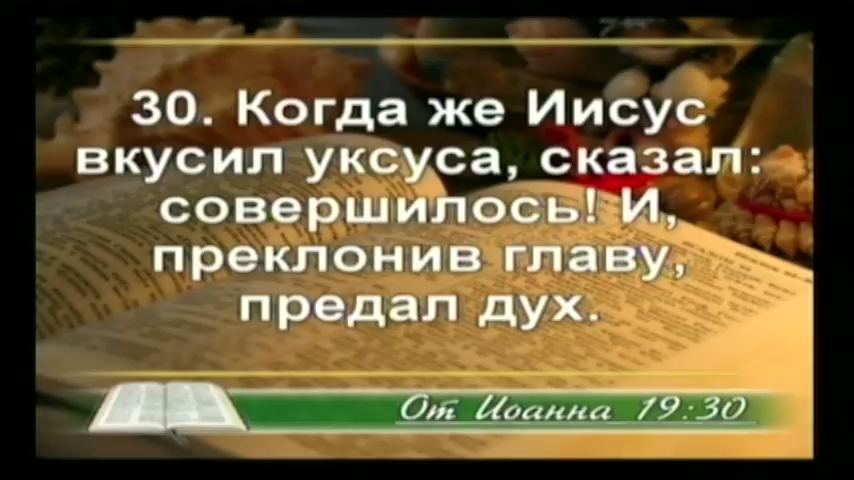 30. Когда же Иисус
вкусил уксуса, сказал:
совершилось! И,
преклонив главу,
предал дух.
От Иоанна 19:30